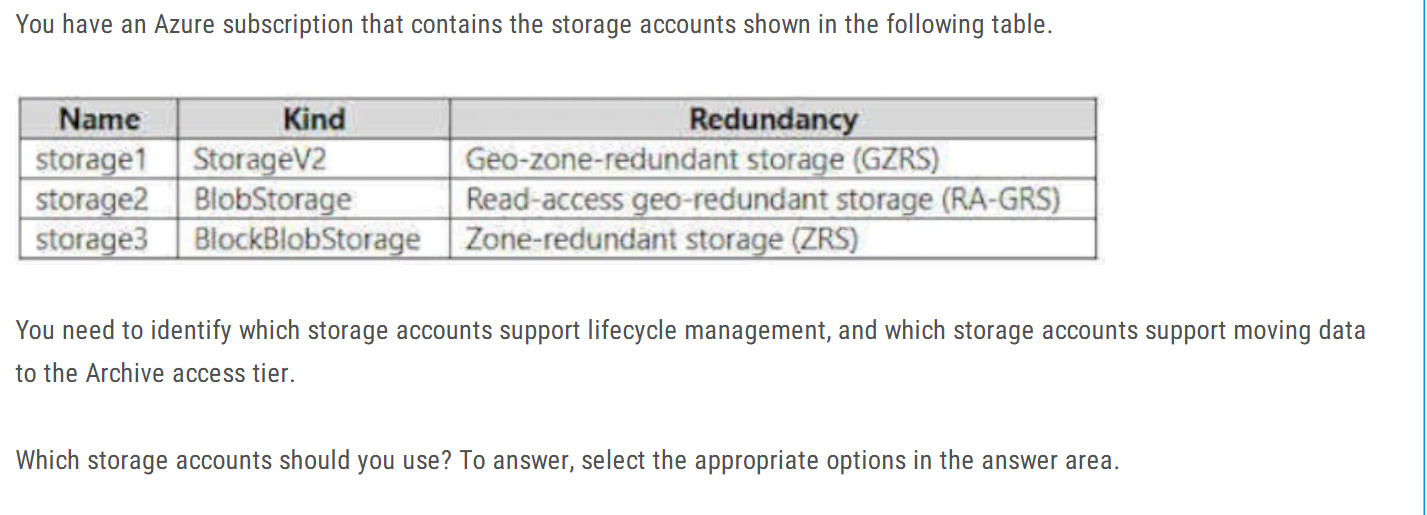 You have an Azure subscription that contains the storage accounts shown in the following table.
Name Kind Redundancy
storage1 StorageV2 Geo-zone-redundant storage (GZRS)
storage2 BlobStorage Read-access geo-redundant storage (RA-GRS)
storage3 BlockBlobStorage Zone-redundant storage (ZRS)
You need to identify which storage accounts support lifecycle management, and which storage accounts support moving data
to the Archive access tier.
Which storage accounts should you use? To answer, select the appropriate options in the answer area.